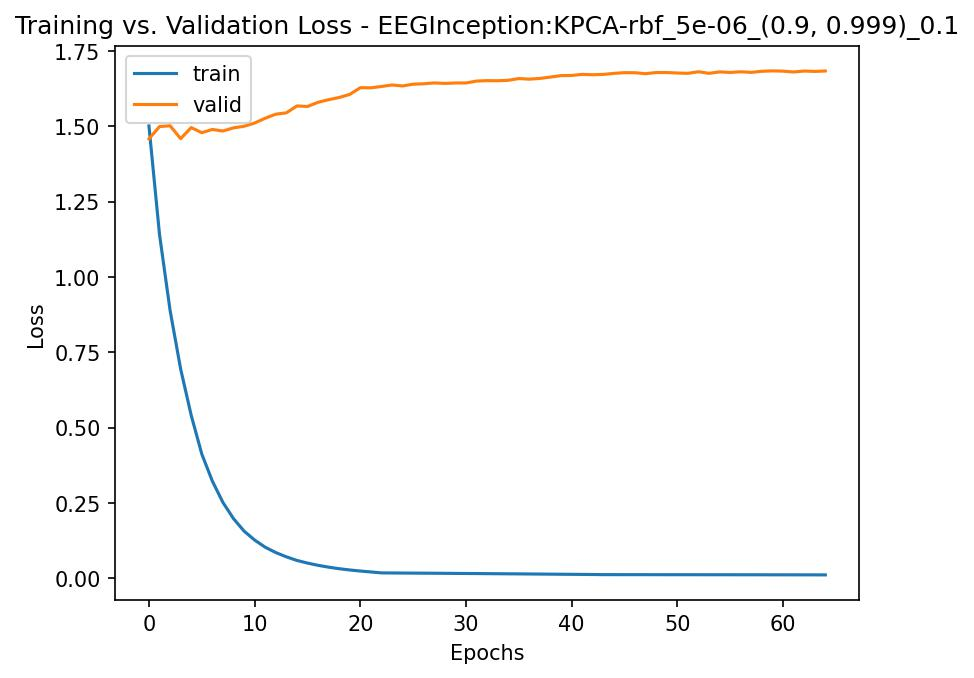 Training vs. Validation Loss - EEGInception:KPCA-rbf_5e-06_(0.9, 0.999)_0.1
train
valid
1.75
1.50
1.25
1.00
0.75
0.50
0.25
0.00
Loss
0 10 20 30 40 50 60
Epochs